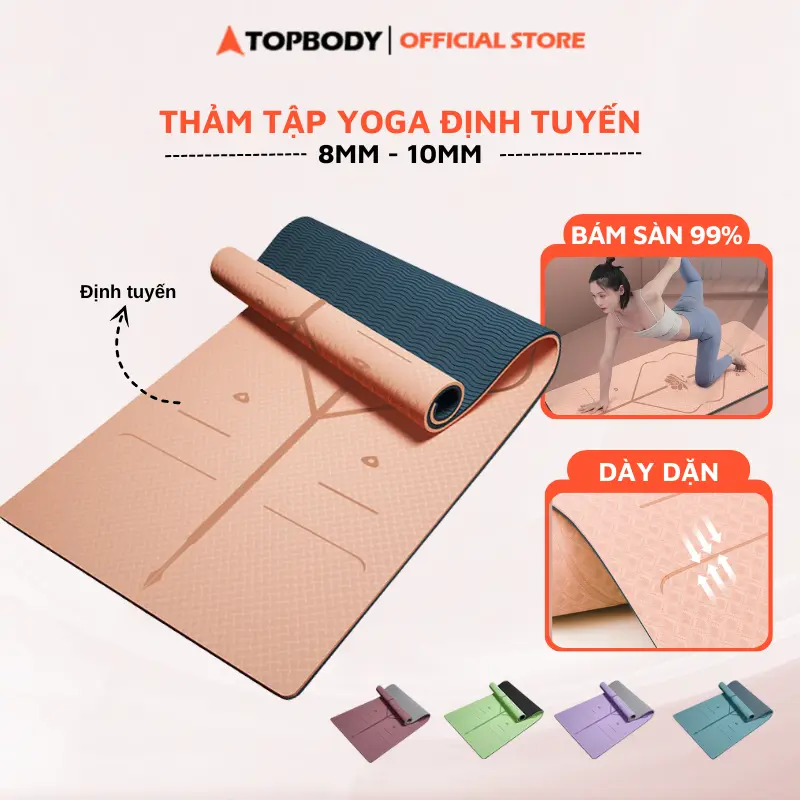 TOPBODY | OFFICIAL STORE
THẢM TẬP YOGA ĐỊNH TUYẾN
8MM - 10MM
Định tuyến
BÁM SÀN 99%
DÀY DẶN